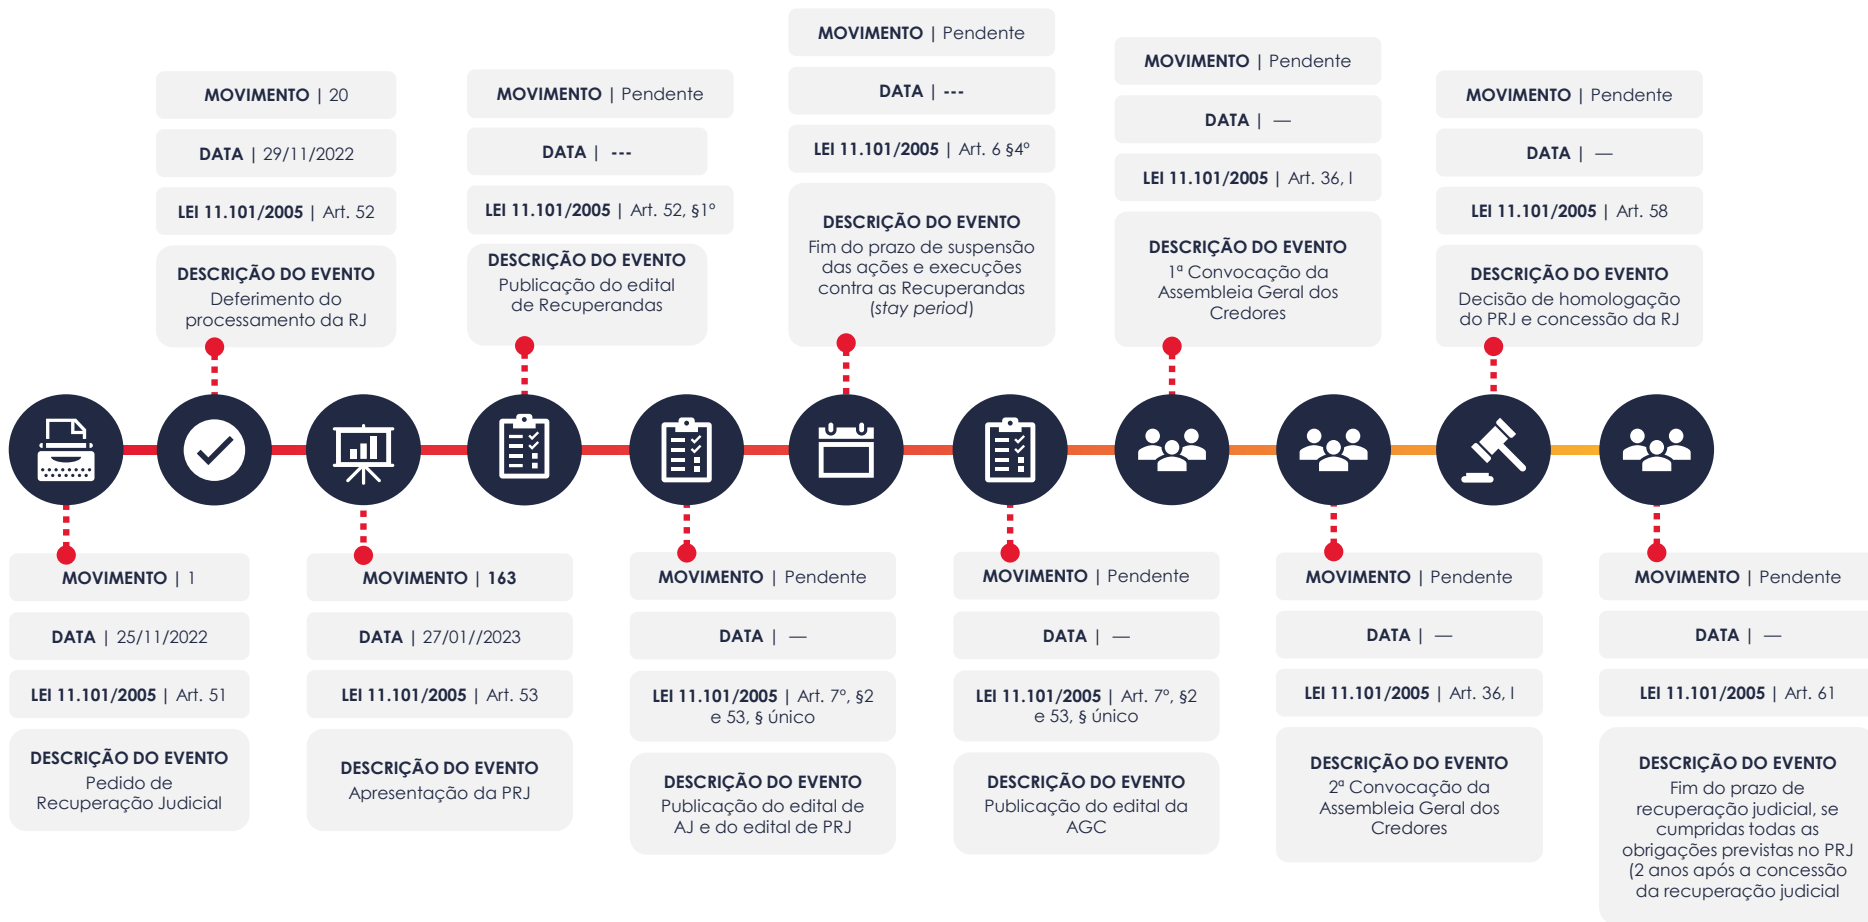 MOVIMENTO | 20
DATA | 29/11/2022
LEI 11.101/2005 | Art. 52
DESCRIÇÃO DO EVENTO
Deferimento do
processamento da RJ
MOVIMENTO | Pendente
DATA | ---
LEI 11.101/2005 | Art. 52, §1º
DESCRIÇÃO DO EVENTO
Publicação do edital
de Recuperandas
MOVIMENTO | Pendente
DATA | ---
LEI 11.101/2005 | Art. 6 §4º
DESCRIÇÃO DO EVENTO
Fim do prazo de suspensão
das ações e execuções
contra as Recuperandas
(stay period)
MOVIMENTO | Pendente
DATA | —
LEI 11.101/2005 | Art. 36, I
DESCRIÇÃO DO EVENTO
1ª Convocação da
Assembleia Geral dos
Credores
MOVIMENTO | Pendente
DATA | —
LEI 11.101/2005 | Art. 58
DESCRIÇÃO DO EVENTO
Decisão de homologação
do PRJ e concessão da RJ
MOVIMENTO | 1
DATA | 25/11/2022
LEI 11.101/2005 | Art. 51
DESCRIÇÃO DO EVENTO
Pedido de
Recuperação Judicial
MOVIMENTO | 163
DATA | 27/01//2023
LEI 11.101/2005 | Art. 53
DESCRIÇÃO DO EVENTO
Apresentação da PRJ
MOVIMENTO | Pendente
DATA | —
LEI 11.101/2005 | Art. 7º, §2
e 53, § único
DESCRIÇÃO DO EVENTO
Publicação do edital de
AJ e do edital de PRJ
MOVIMENTO | Pendente
DATA | —
LEI 11.101/2005 | Art. 7º, §2
e 53, § único
DESCRIÇÃO DO EVENTO
Publicação do edital da
AGC
MOVIMENTO | Pendente
DATA | —
LEI 11.101/2005 | Art. 36, I
DESCRIÇÃO DO EVENTO
2ª Convocação da
Assembleia Geral dos
Credores
MOVIMENTO | Pendente
DATA | —
LEI 11.101/2005 | Art. 61
DESCRIÇÃO DO EVENTO
Fim do prazo de
recuperação judicial, se
cumpridas todas as
obrigações previstas no PRJ
(2 anos após a concessão
da recuperação judicial